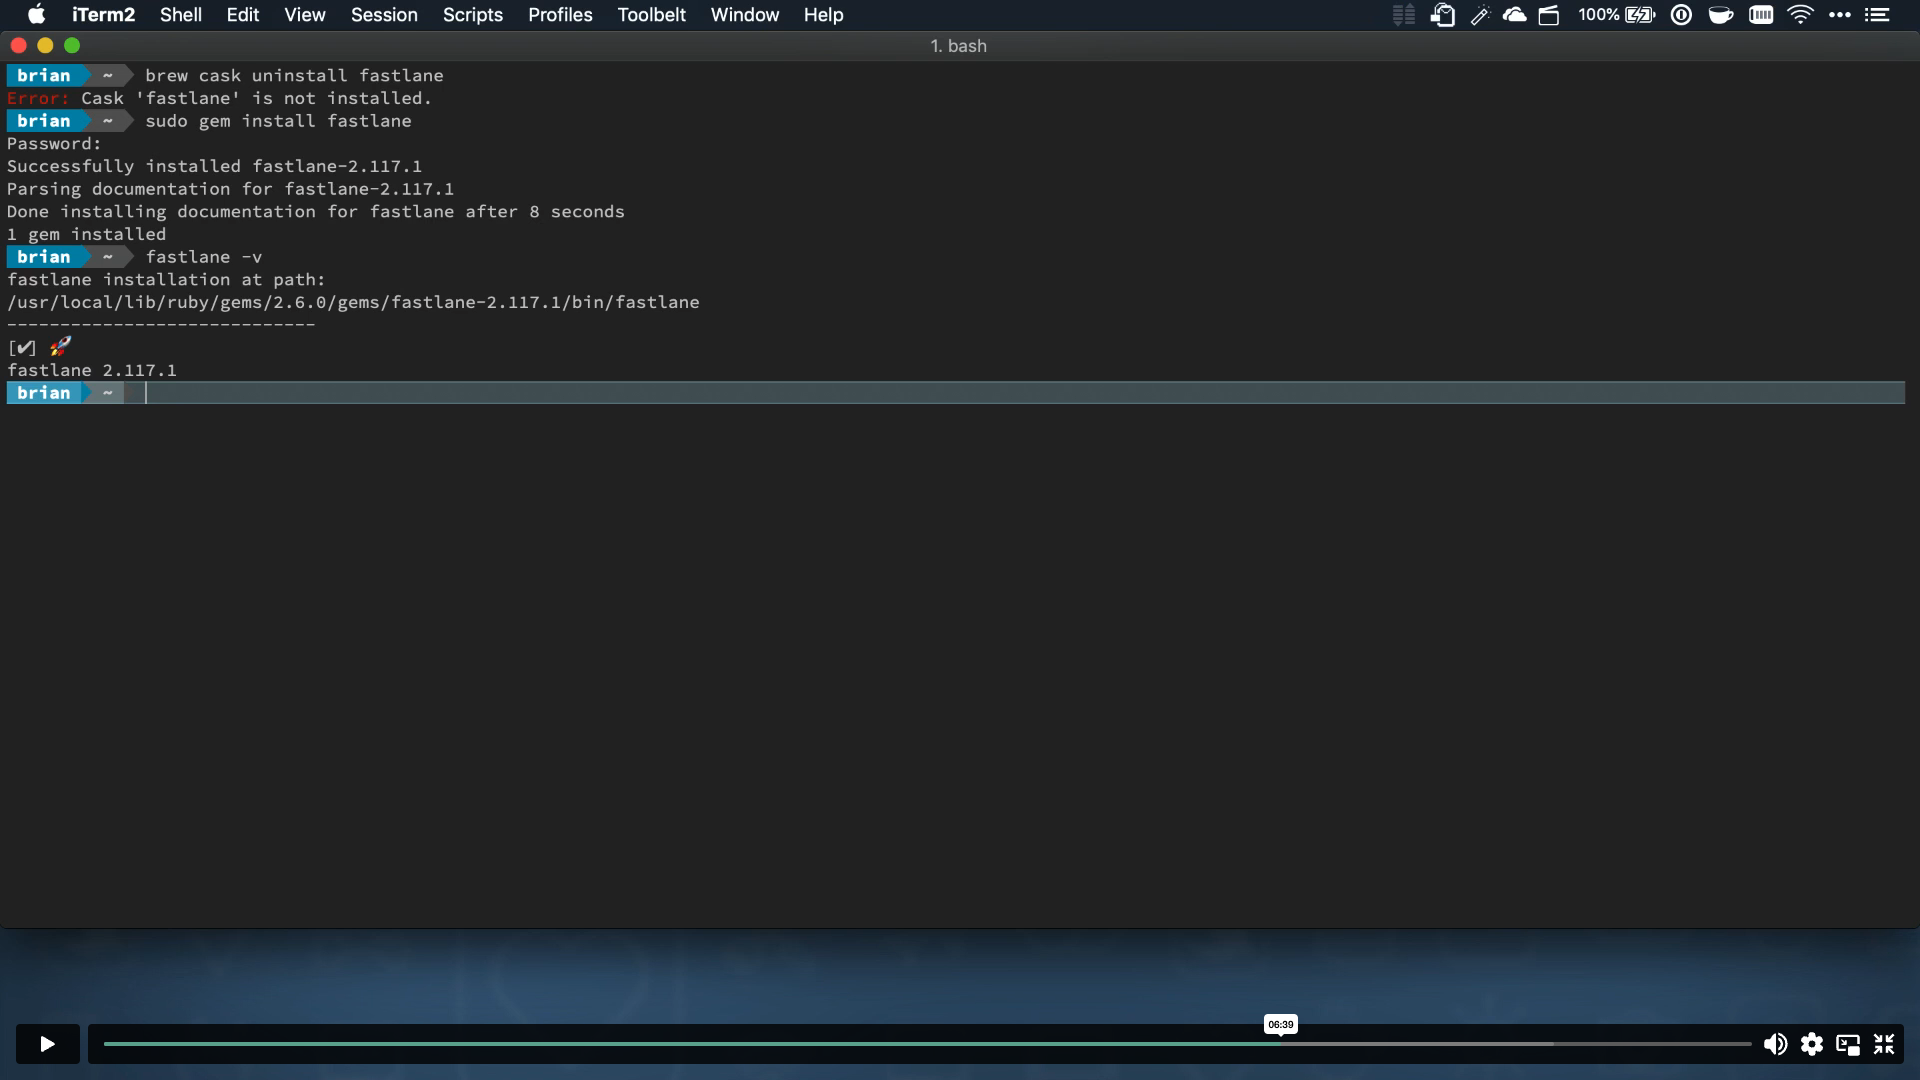 iTerm2 Shell Edit View Session Scripts Profiles Toolbelt Window Help 100%
1. bash
brian ~ brew cask uninstall fastlane
Error: Cask 'fastlane' is not installed.
brian ~ sudo gem install fastlane
Password:
Successfully installed fastlane-2.117.1
Parsing documentation for fastlane-2.117.1
Done installing documentation for fastlane after 8 seconds
1 gem installed
brian ~ fastlane -v
fastlane installation at path:
/usr/local/lib/ruby/gems/2.6.0/gems/fastlane-2.117.1/bin/fastlane
-----------------------------
[✔] 🚀
fastlane 2.117.1
brian ~
06:39